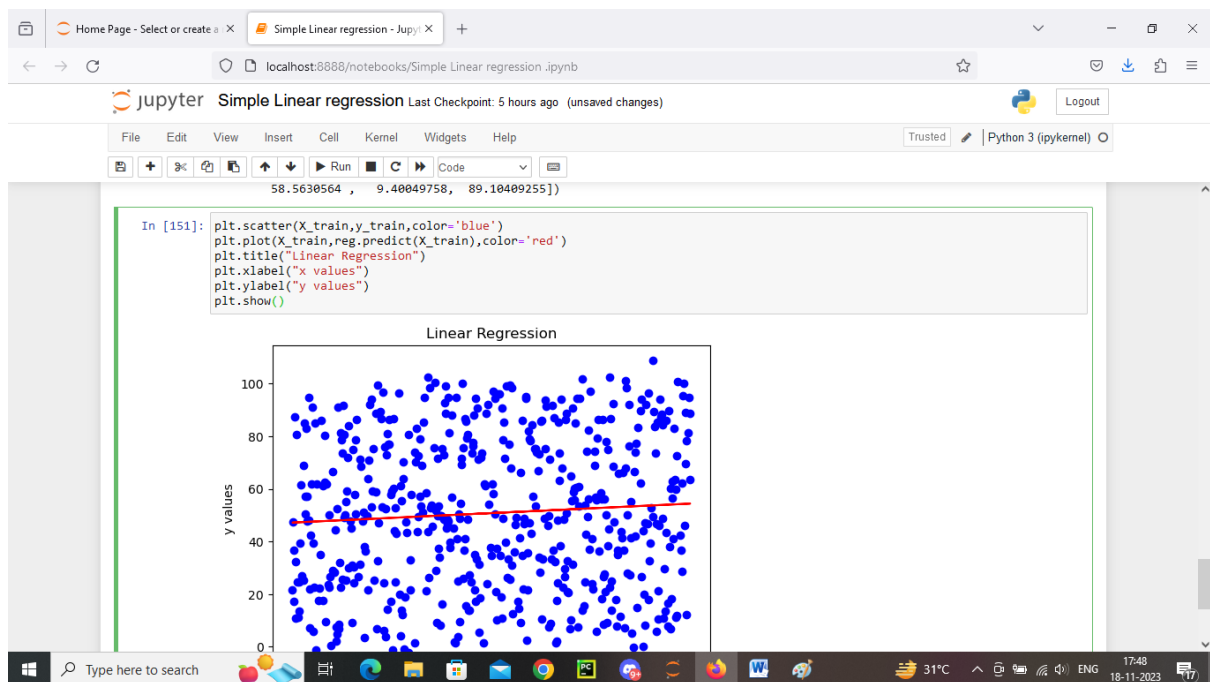 Home Page - Select or create a
Simple Linear regression - Jupyt
localhost:8888/notebooks/Simple Linear regression .ipynb
jupyter Simple Linear regression Last Checkpoint: 5 hours ago (unsaved changes)
Logout
File Edit View Insert Cell Kernel Widgets Help
Trusted Python 3 (ipykernel)
Run Code
58.5630564 , 9.40049758, 89.10409255])
In [151]: plt.scatter(X_train,y_train,color='blue')
plt.plot(X_train,reg.predict(X_train),color='red')
plt.title("Linear Regression")
plt.xlabel("x values")
plt.ylabel("y values")
plt.show()
Linear Regression
100
80
60
40
20
0
y values
Type here to search
PC
9+
W
31°C
ENG
17:48
18-11-2023
17